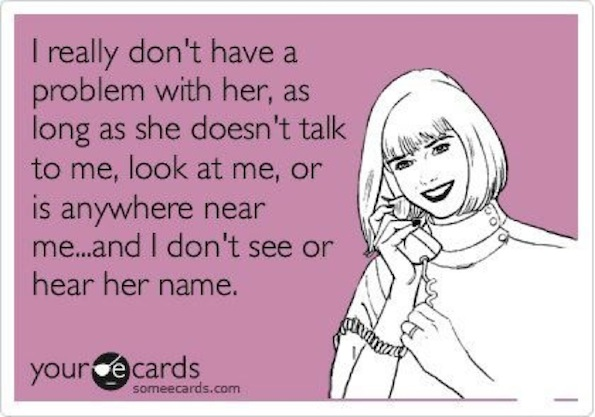 I really don't have a
problem with her, as
long as she doesn't talk
to me, look at me, or
is anywhere near
me...and I don't see or
hear her name.
your e cards
someecards.com